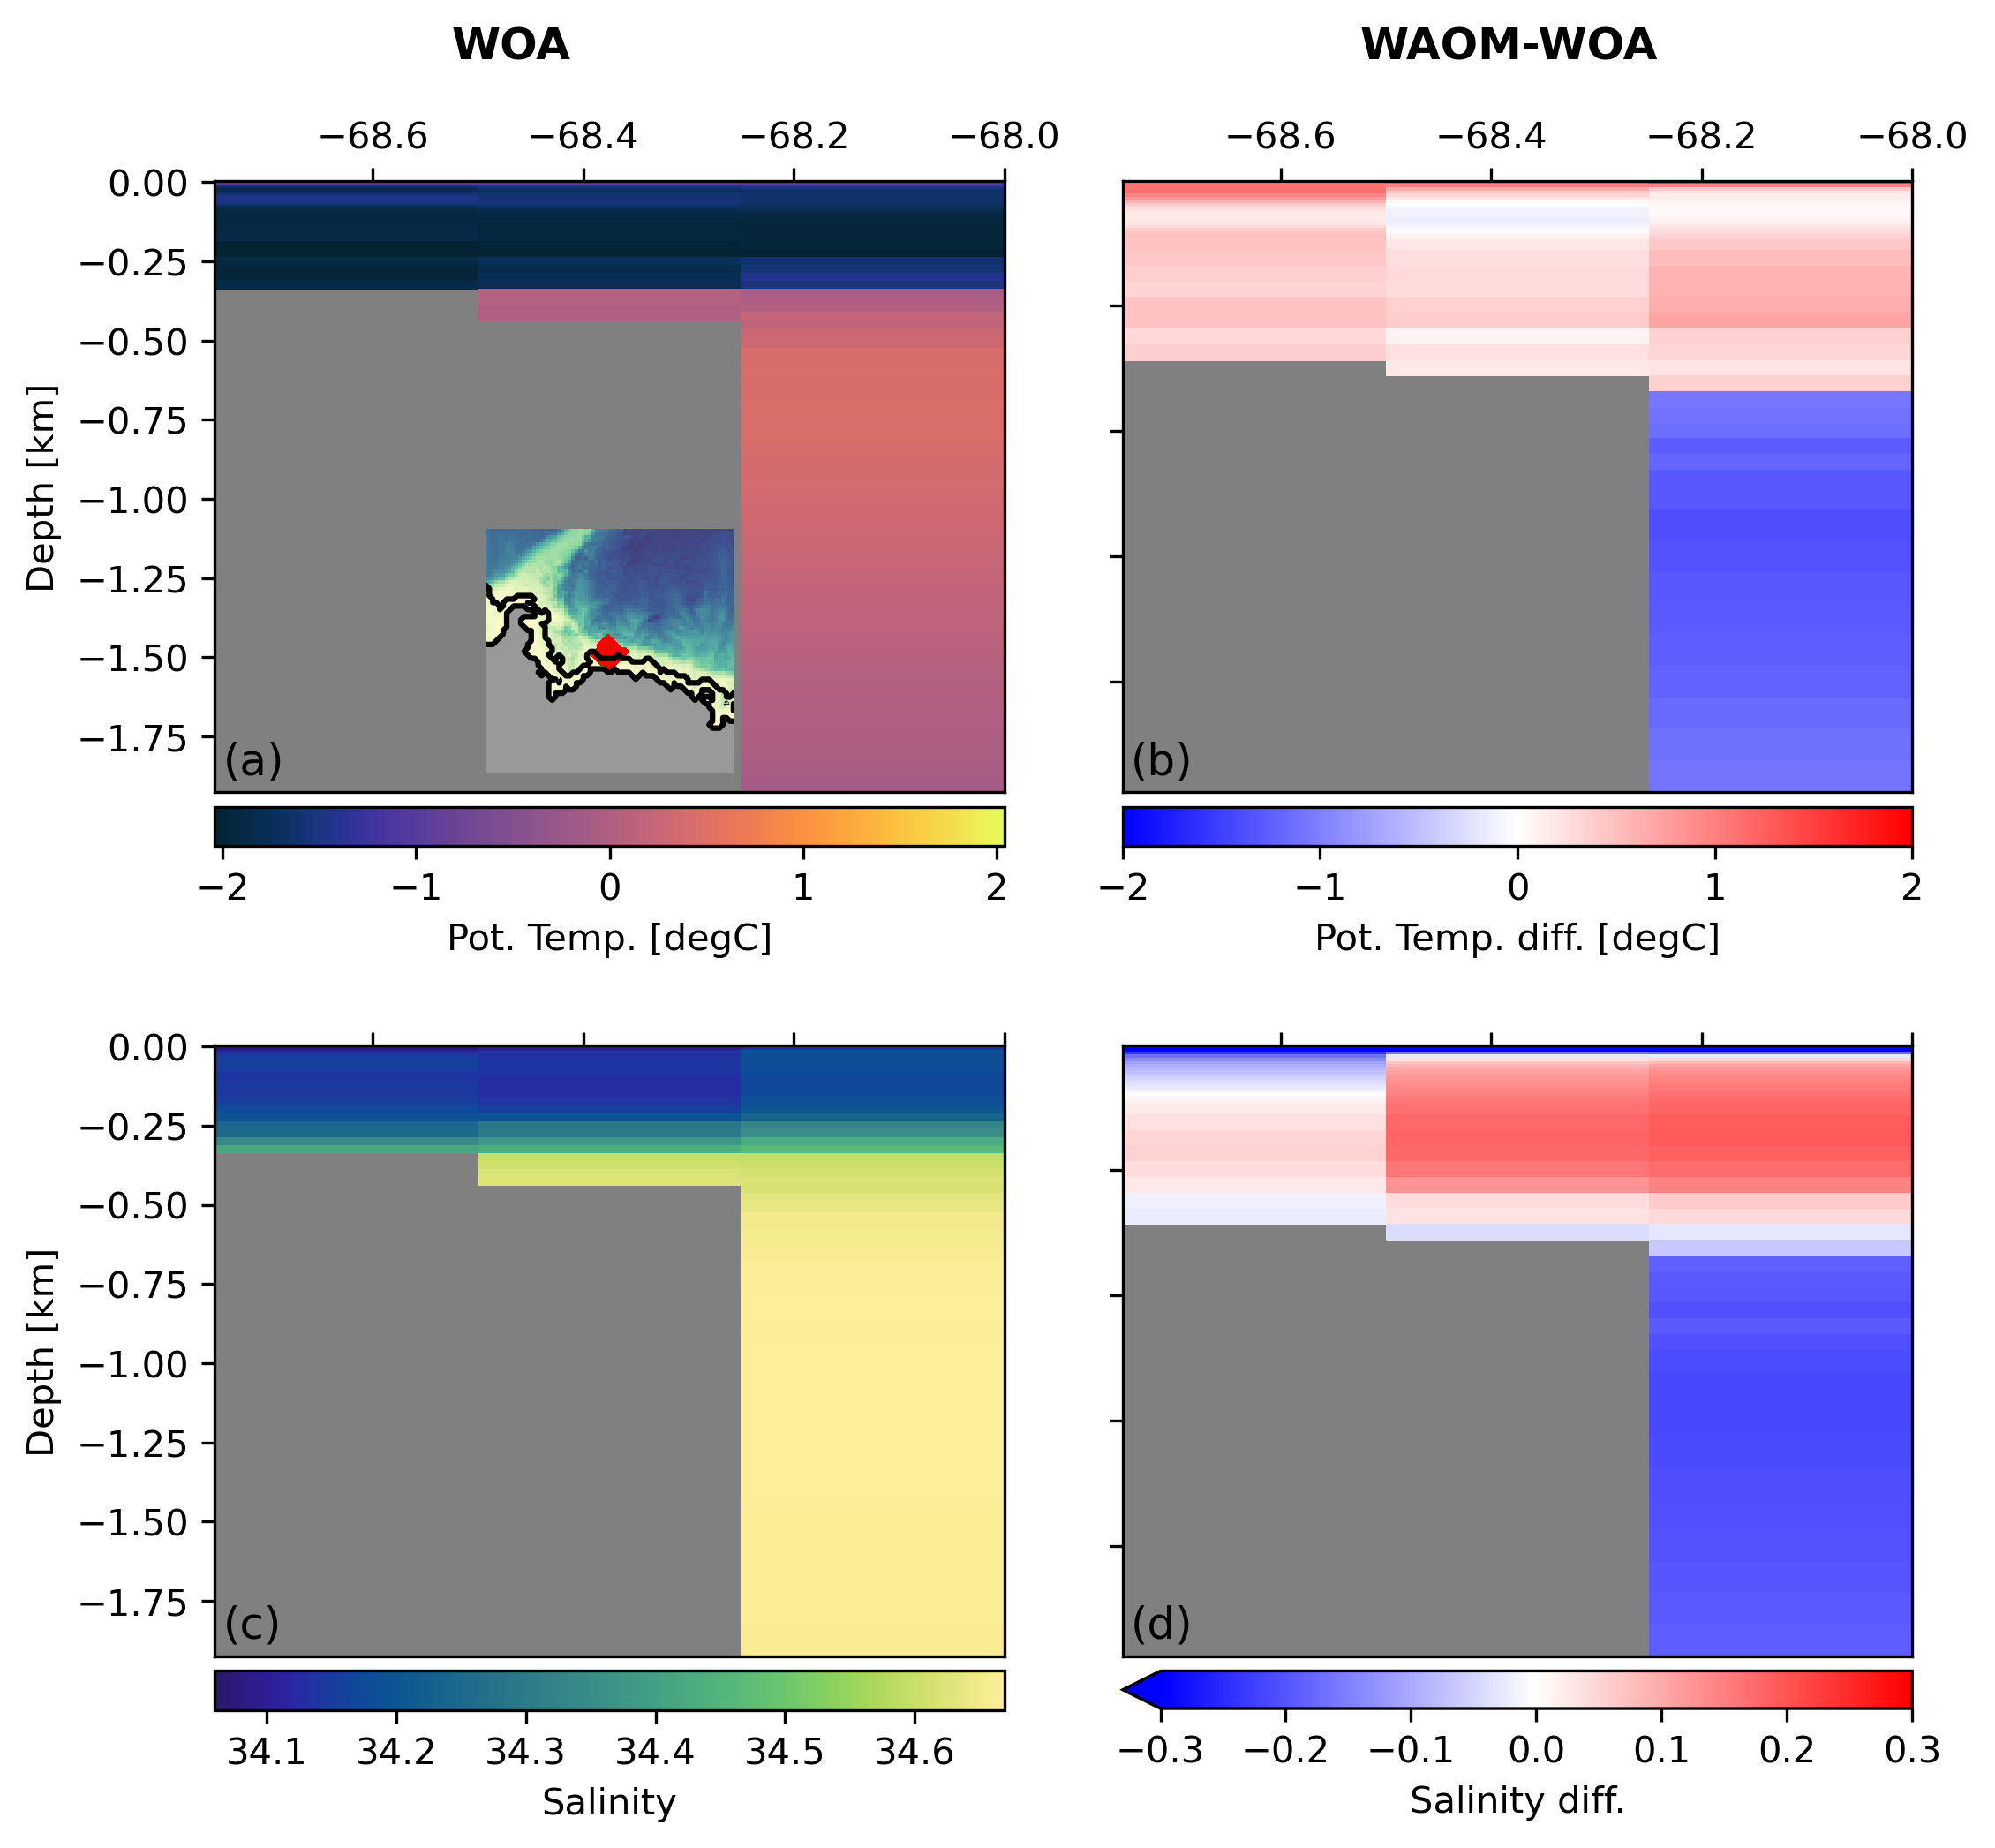 WOA
WAOM-WOA
−68.6 −68.4 −68.2 −68.0
−68.6 −68.4 −68.2 −68.0
0.00
−0.25
−0.50
−0.75
−1.00
−1.25
−1.50
−1.75
Depth [km]
(a)
(b)
−2 −1 0 1 2
Pot. Temp. [degC]
−2 −1 0 1 2
Pot. Temp. diff. [degC]
0.00
−0.25
−0.50
−0.75
−1.00
−1.25
−1.50
−1.75
Depth [km]
(c)
(d)
34.1 34.2 34.3 34.4 34.5 34.6
Salinity
−0.3 −0.2 −0.1 0.0 0.1 0.2 0.3
Salinity diff.